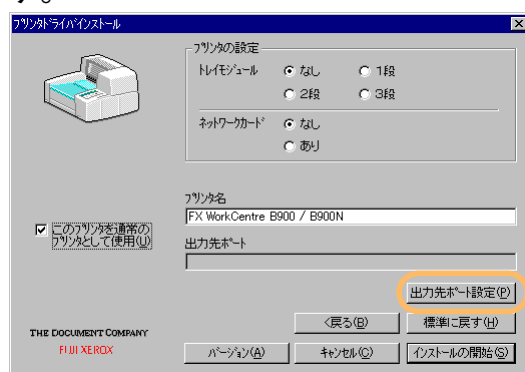 プリンタドライバインストール
プリンタの設定
トレイモジュール なし 1段
2段 3段
ネットワークカード なし
あり
プリンタ名
FX WorkCentre B900 / B900N
このプリンタを通常の
プリンタとして使用(U)
出力先ポート
出力先ポート設定(P)
<戻る(B) 標準に戻す(H)
THE DOCUMENT COMPANY
FUJI XEROX
バージョン(A) キャンセル(C) インストールの開始(S)